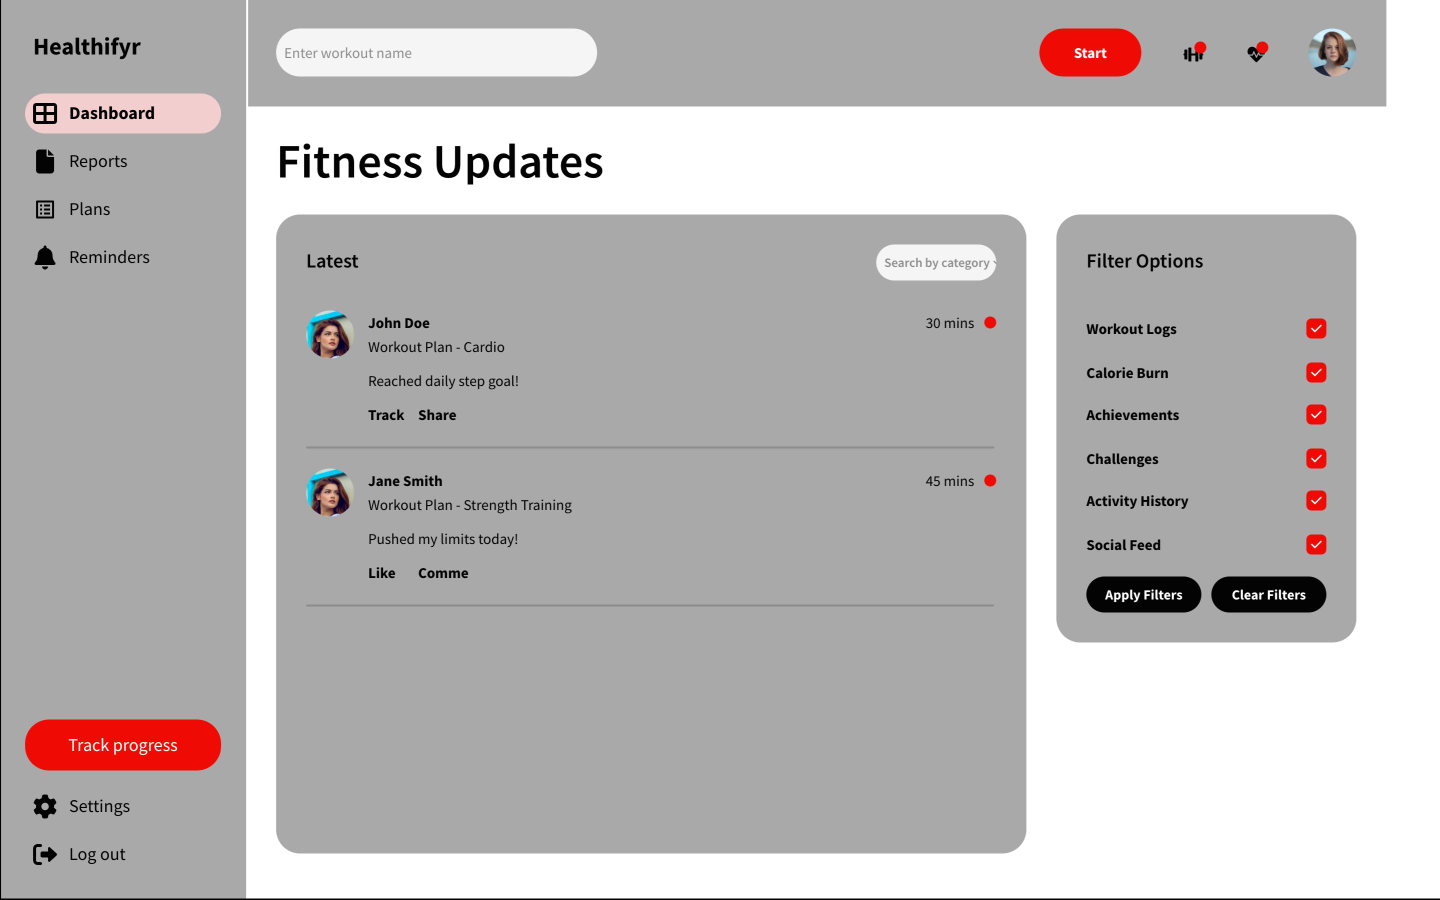 Healthifyr
Dashboard
Reports
Plans
Reminders
Track progress
Settings
Log out
Enter workout name
Start
Fitness Updates
Latest
Search by category
John Doe
30 mins
Workout Plan - Cardio
Reached daily step goal!
Track Share
Jane Smith
45 mins
Workout Plan - Strength Training
Pushed my limits today!
Like Comme
Filter Options
Workout Logs
Calorie Burn
Achievements
Challenges
Activity History
Social Feed
Apply Filters Clear Filters